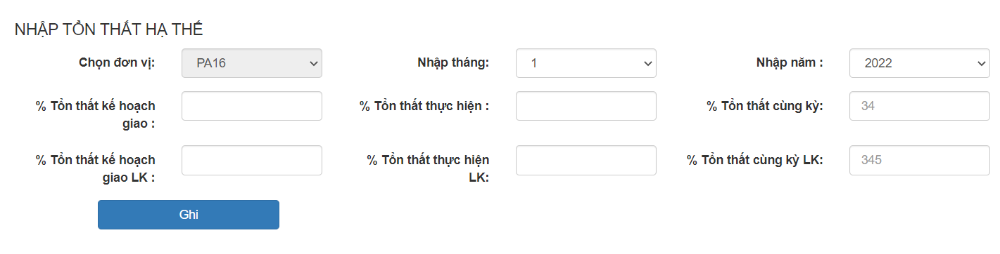 NHẬP TỔN THẤT HẠ THẾ
Chọn đơn vị: PA16 Nhập tháng: 1 Nhập năm : 2022
% Tổn thất kế hoạch giao : % Tổn thất thực hiện : % Tổn thất cùng kỳ: 34
% Tổn thất kế hoạch giao LK : % Tổn thất thực hiện LK: % Tổn thất cùng kỳ LK: 345
Ghi